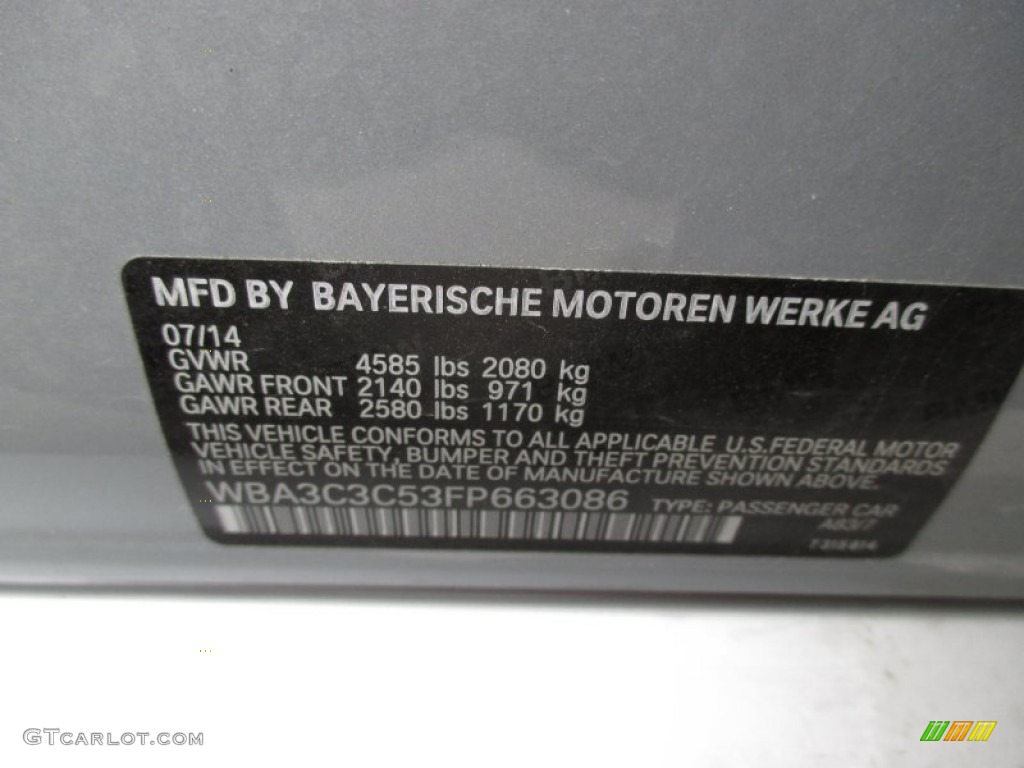 MFD BY BAYERISCHE MOTOREN WERKE AG
07/14
GVWR 4585 lbs 2080 kg
GAWR FRONT 2140 lbs 971 kg
GAWR REAR 2580 lbs 1170 kg
THIS VEHICLE CONFORMS TO ALL APPLICABLE U.S.FEDERAL MOTOR
VEHICLE SAFETY, BUMPER AND THEFT PREVENTION STANDARDS
IN EFFECT ON THE DATE OF MANUFACTURE SHOWN ABOVE.
WBA3C3C53FP663086 TYPE: PASSENGER CAR
A83/7
GTCarlot.com